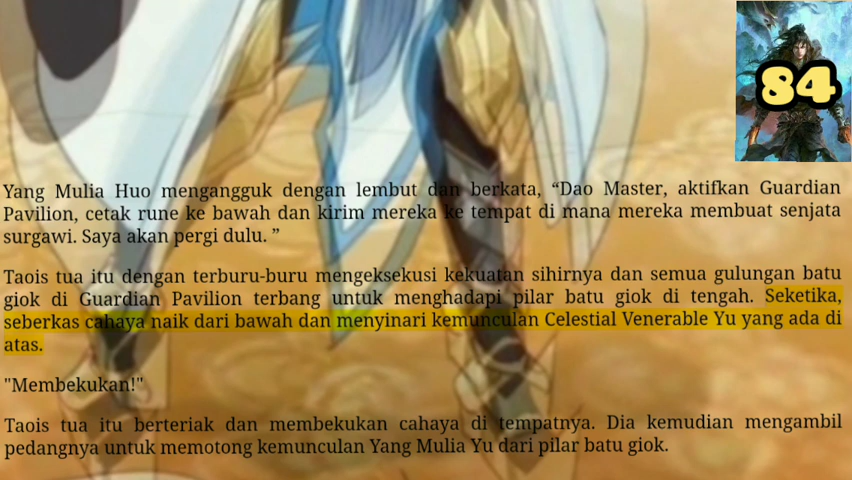 84
Yang Mulia Huo mengangguk dengan lembut dan berkata, “Dao Master, aktifkan Guardian
Pavilion, cetak rune ke bawah dan kirim mereka ke tempat di mana mereka membuat senjata
surgawi. Saya akan pergi dulu. ”
Taois tua itu dengan terburu-buru mengeksekusi kekuatan sihirnya dan semua gulungan batu
giok di Guardian Pavilion terbang untuk menghadapi pilar batu giok di tengah. Seketika,
seberkas cahaya naik dari bawah dan menyinari kemunculan Celestial Venerable Yu yang ada di
atas.
"Membekukan!"
Taois tua itu berteriak dan membekukan cahaya di tempatnya. Dia kemudian mengambil
pedangnya untuk memotong kemunculan Yang Mulia Yu dari pilar batu giok.